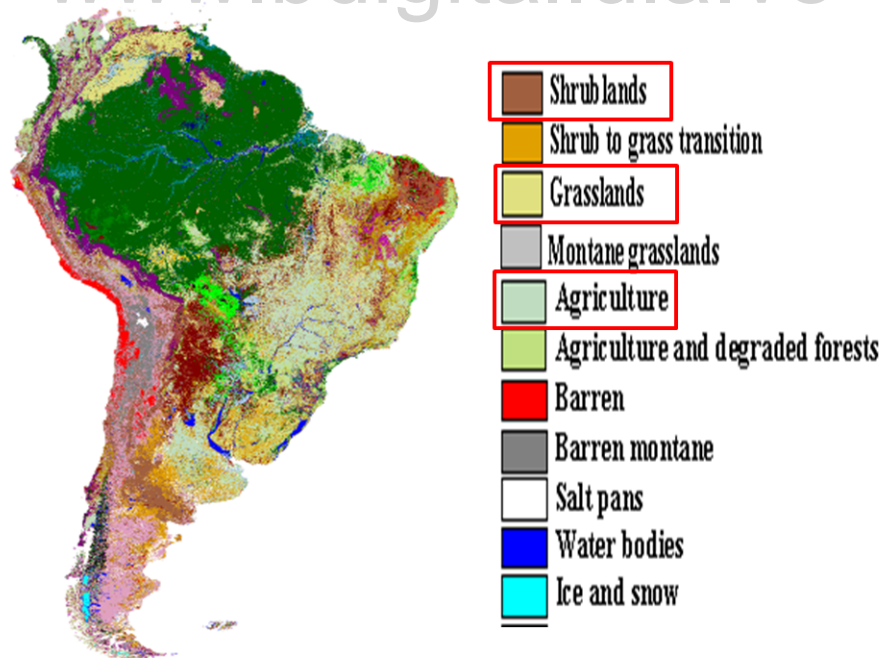 Shrublands
Shrub to grass transition
Grasslands
Montane grasslands
Agriculture
Agriculture and degraded forests
Barren
Barren montane
Salt pans
Water bodies
Ice and snow